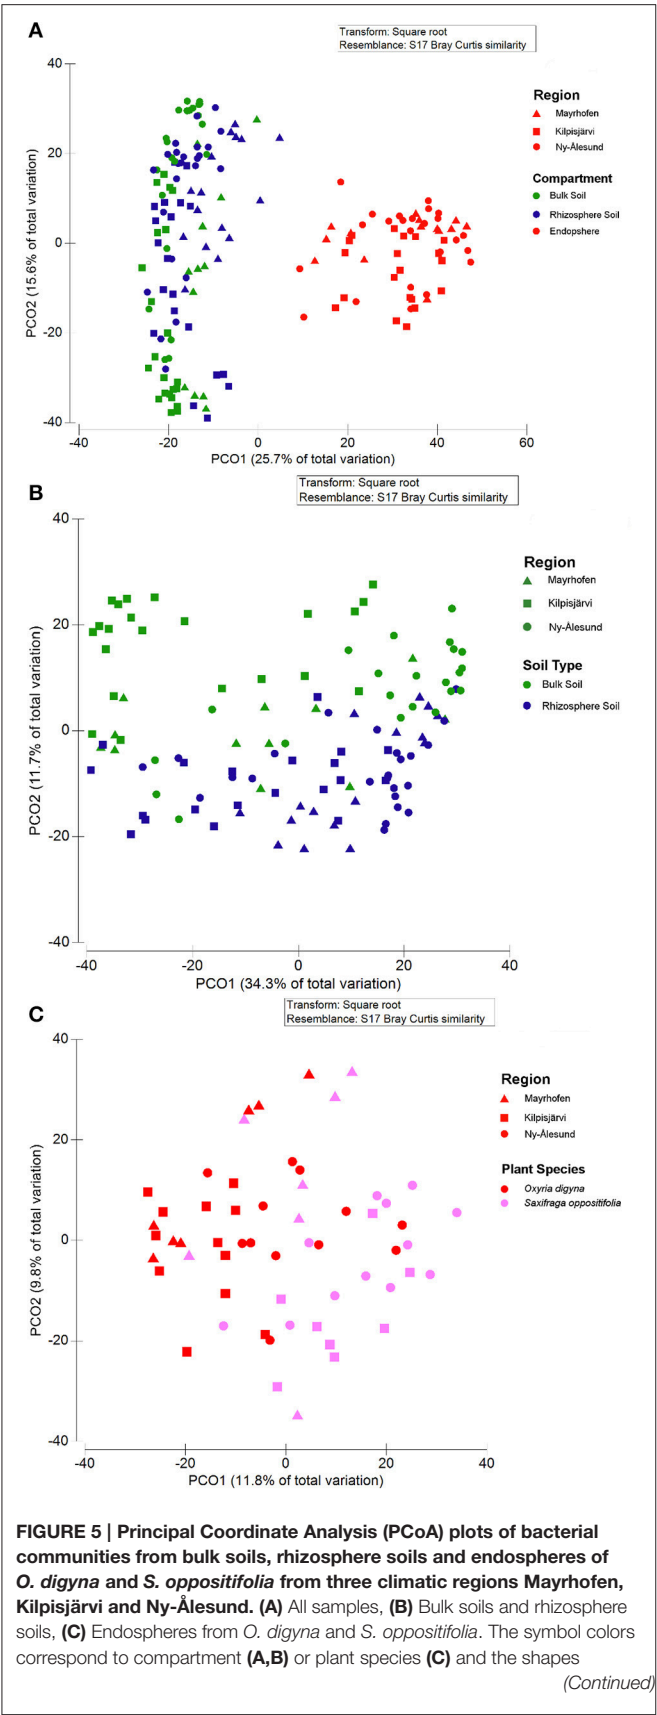 A
Transform: Square root
Resemblance: S17 Bray Curtis similarity
40
20
0
-20
-40
PCO2 (15.6% of total variation)
-40
-20
0
20
40
60
PCO1 (25.7% of total variation)
Region
Mayrhofen
Kilpisjärvi
Ny-Ålesund
Compartment
Bulk Soil
Rhizosphere Soil
Endopshere
B
Transform: Square root
Resemblance: S17 Bray Curtis similarity
40
20
0
-20
-40
PCO2 (11.7% of total variation)
-40
-20
0
20
40
PCO1 (34.3% of total variation)
Region
Mayrhofen
Kilpisjärvi
Ny-Ålesund
Soil Type
Bulk Soil
Rhizosphere Soil
C
Transform: Square root
Resemblance: S17 Bray Curtis similarity
40
20
0
-20
-40
PCO2 (9.8% of total variation)
-40
-20
0
20
40
PCO1 (11.8% of total variation)
Region
Mayrhofen
Kilpisjärvi
Ny-Ålesund
Plant Species
Oxyria digyna
Saxifraga oppositifolia
FIGURE 5 | Principal Coordinate Analysis (PCoA) plots of bacterial
communities from bulk soils, rhizosphere soils and endospheres of
O. digyna and S. oppositifolia from three climatic regions Mayrhofen,
Kilpisjärvi and Ny-Ålesund. (A) All samples, (B) Bulk soils and rhizosphere
soils, (C) Endospheres from O. digyna and S. oppositifolia. The symbol colors
correspond to compartment (A,B) or plant species (C) and the shapes
(Continued)